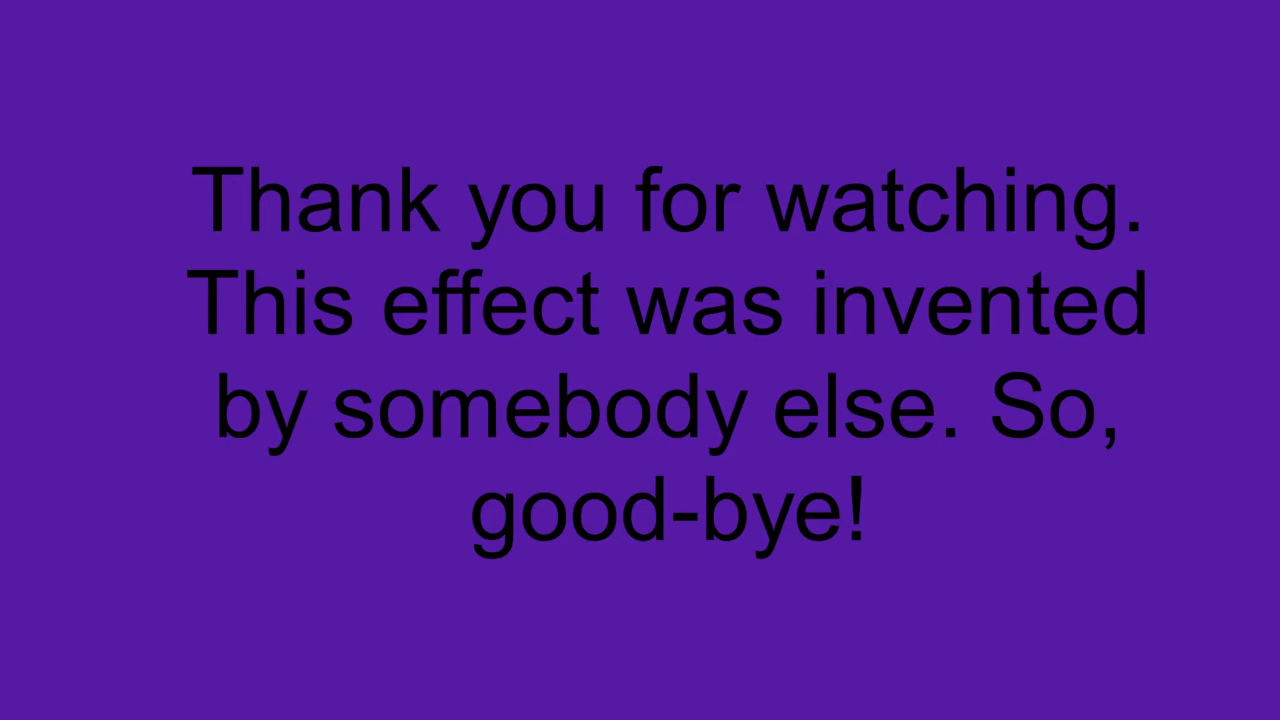 Thank you for watching.
This effect was invented
by somebody else. So,
good-bye!